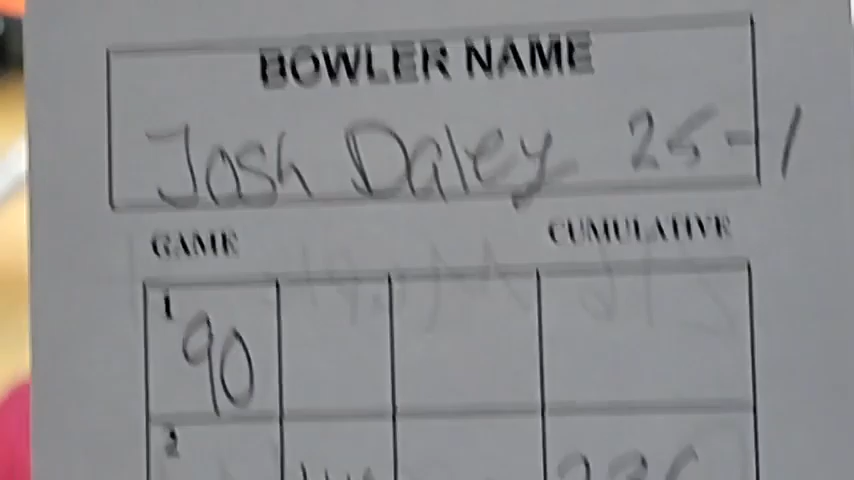 BOWLER NAME
Josh Daley 25-1
GAME CUMULATIVE
1
90
2